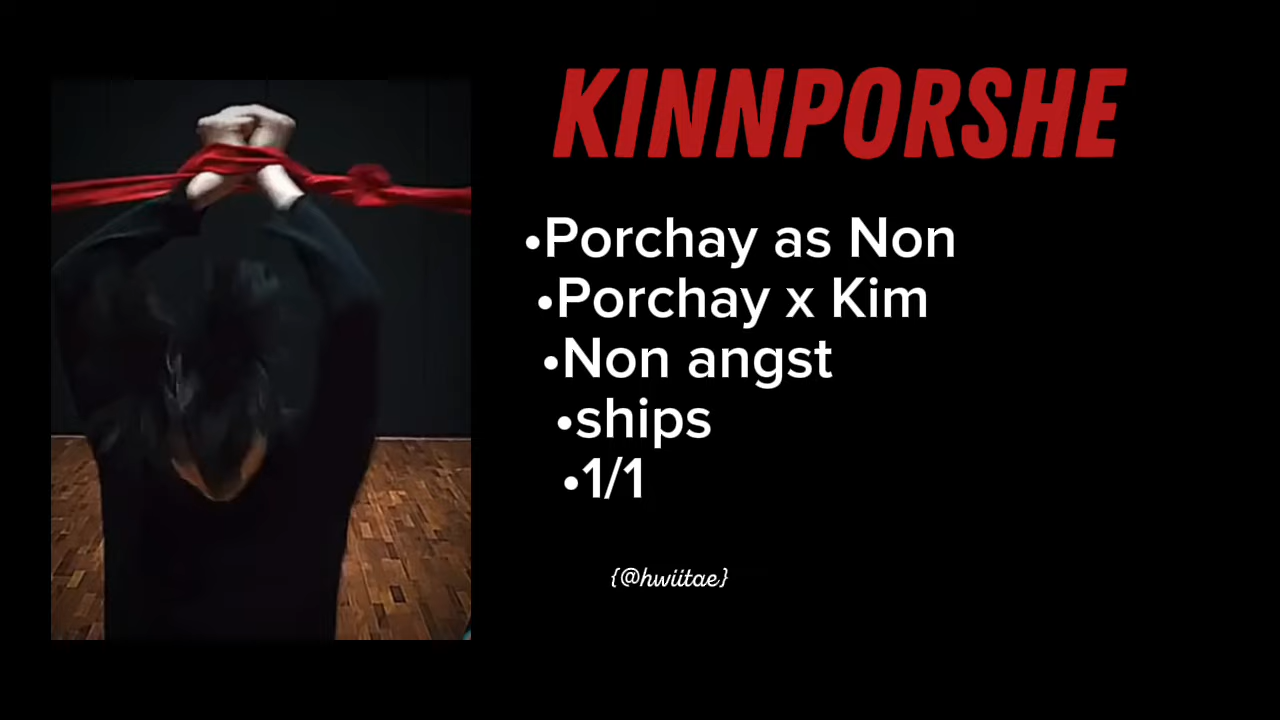 KINNPORSHE
•Porchay as Non
•Porchay x Kim
•Non angst
•ships
•1/1
{@hwiitae}